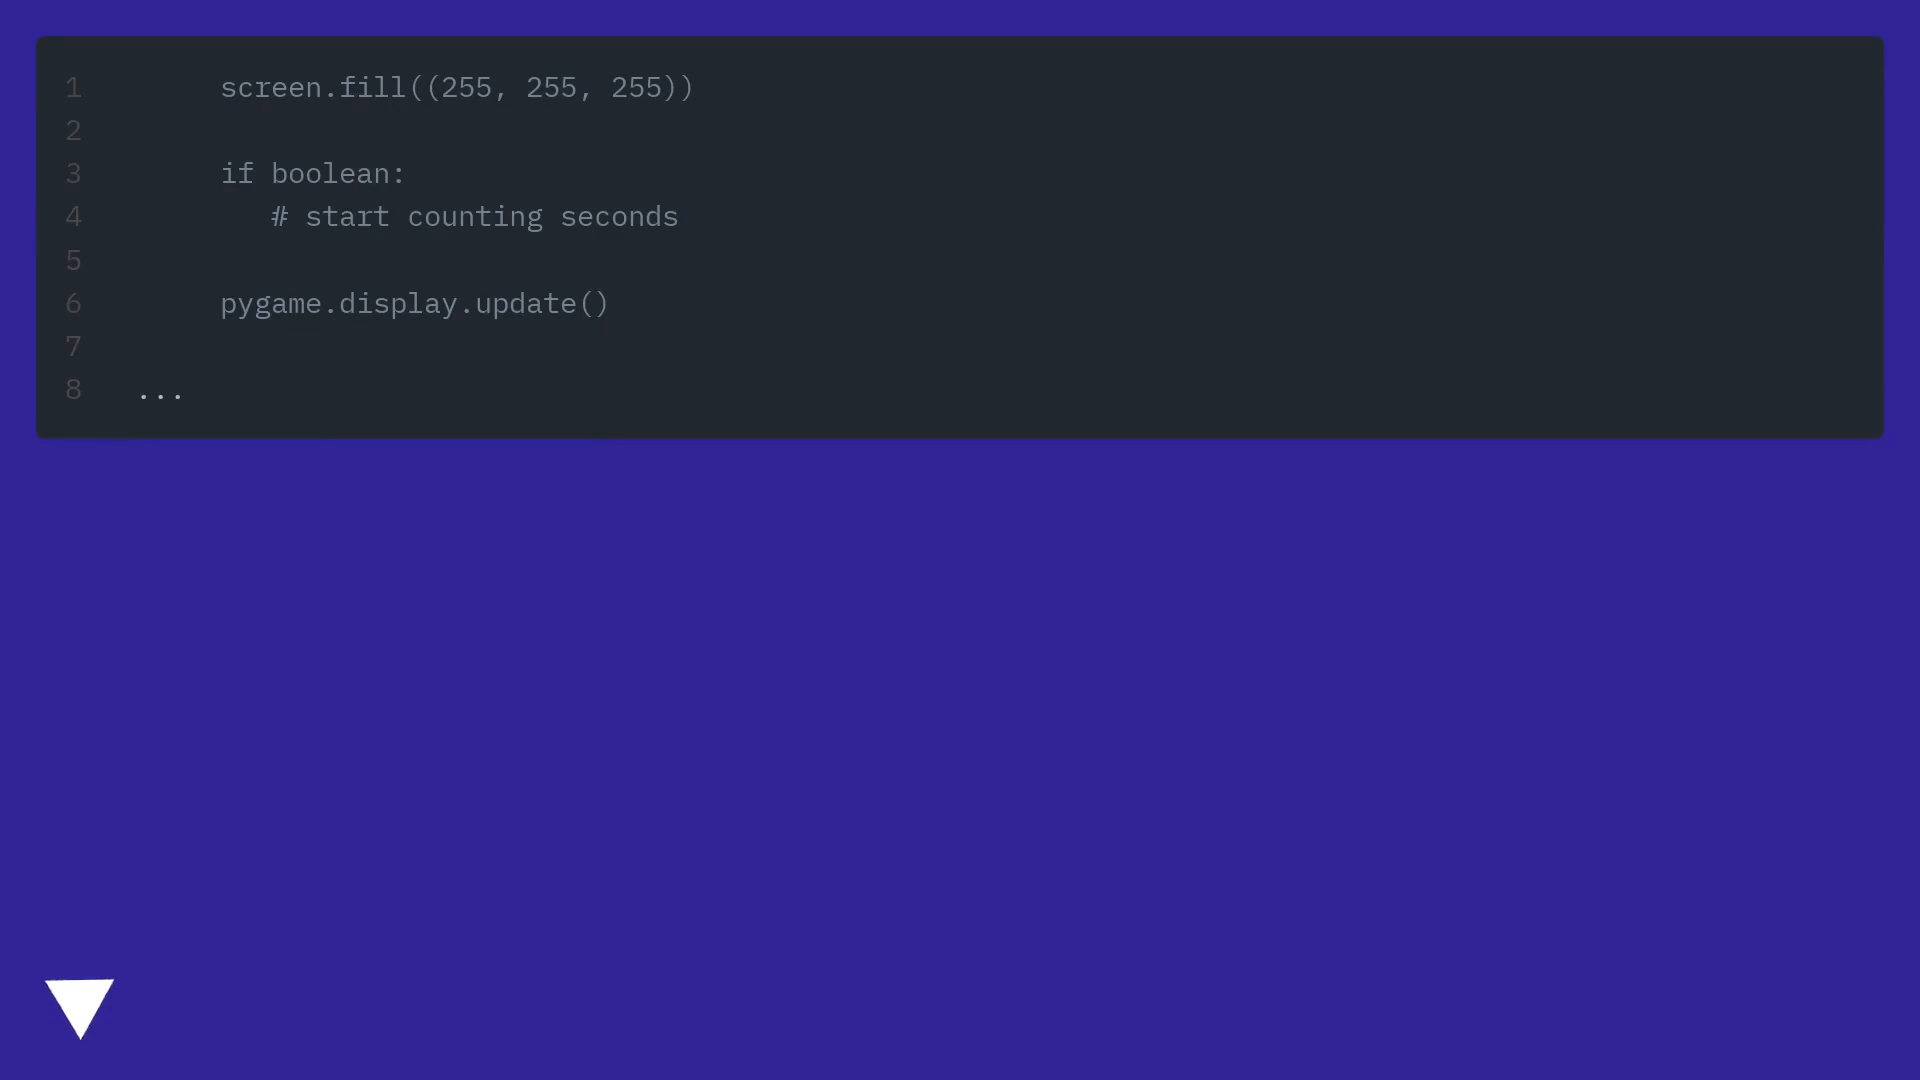 1 screen.fill((255, 255, 255))
2
3 if boolean:
4 # start counting seconds
5
6 pygame.display.update()
7
8 ...